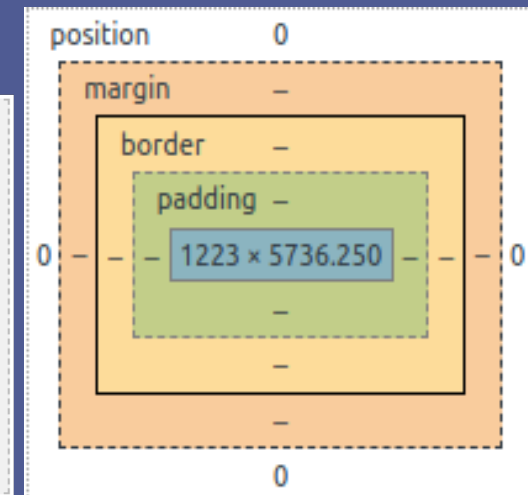 position 0
margin –
border –
padding –
0 – – – 1223 × 5736.250 – – – 0
–
–
–
0